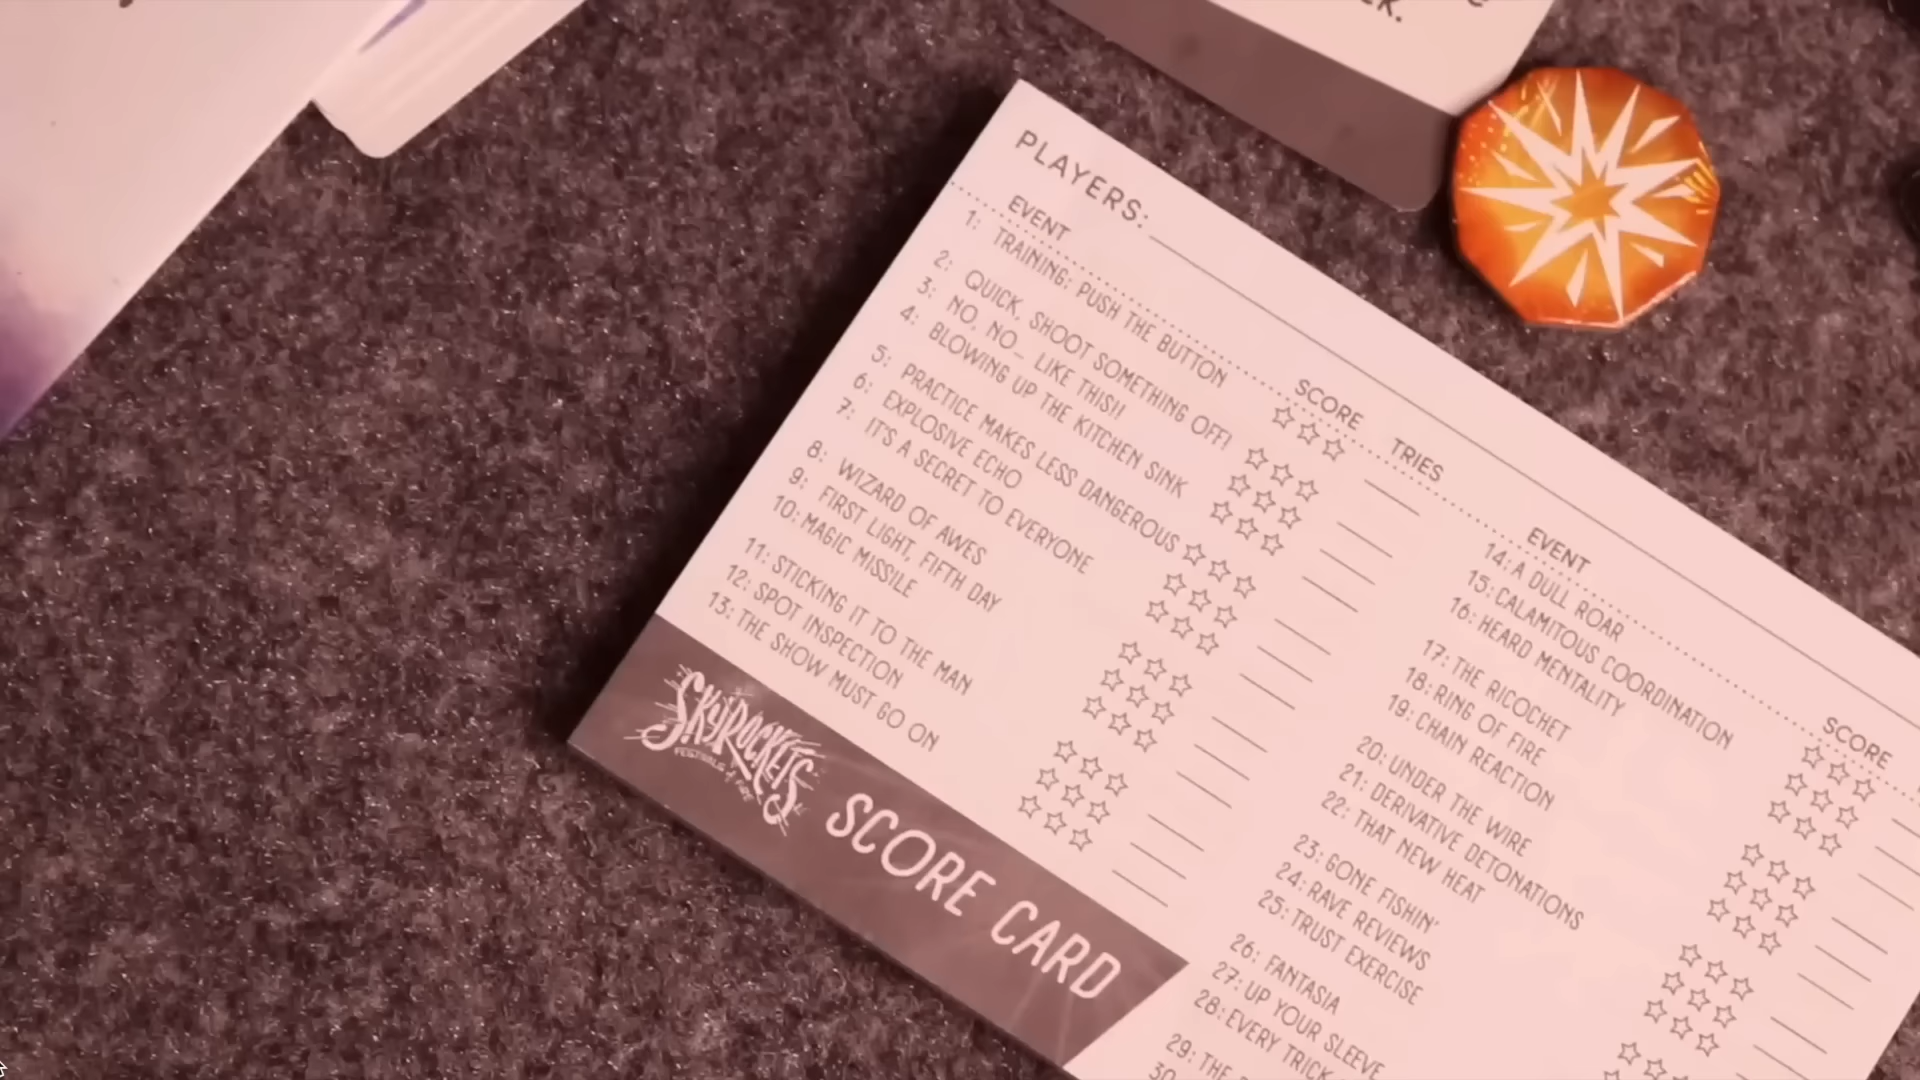 PLAYERS:
EVENT SCORE TRIES
1: TRAINING: PUSH THE BUTTON
2: QUICK, SHOOT SOMETHING OFF!
3: NO, NO– LIKE THIS!!
4: BLOWING UP THE KITCHEN SINK
5: PRACTICE MAKES LESS DANGEROUS
6: EXPLOSIVE ECHO
7: IT'S A SECRET TO EVERYONE
8: WIZARD OF AWES
9: FIRST LIGHT, FIFTH DAY
10: MAGIC MISSILE
11: STICKING IT TO THE MAN
12: SPOT INSPECTION
13: THE SHOW MUST GO ON
EVENT SCORE
14: A DULL ROAR
15: CALAMITOUS COORDINATION
16: HEARD MENTALITY
17: THE RICOCHET
18: RING OF FIRE
19: CHAIN REACTION
20: UNDER THE WIRE
21: DERIVATIVE DETONATIONS
22: THAT NEW HEAT
23: GONE FISHIN'
24: RAVE REVIEWS
25: TRUST EXERCISE
26: FANTASIA
27: UP YOUR SLEEVE
28: EVERY TRICK
29: THE
30:
SKYROCKETS
FESTIVALS of FIRE
SCORE CARD